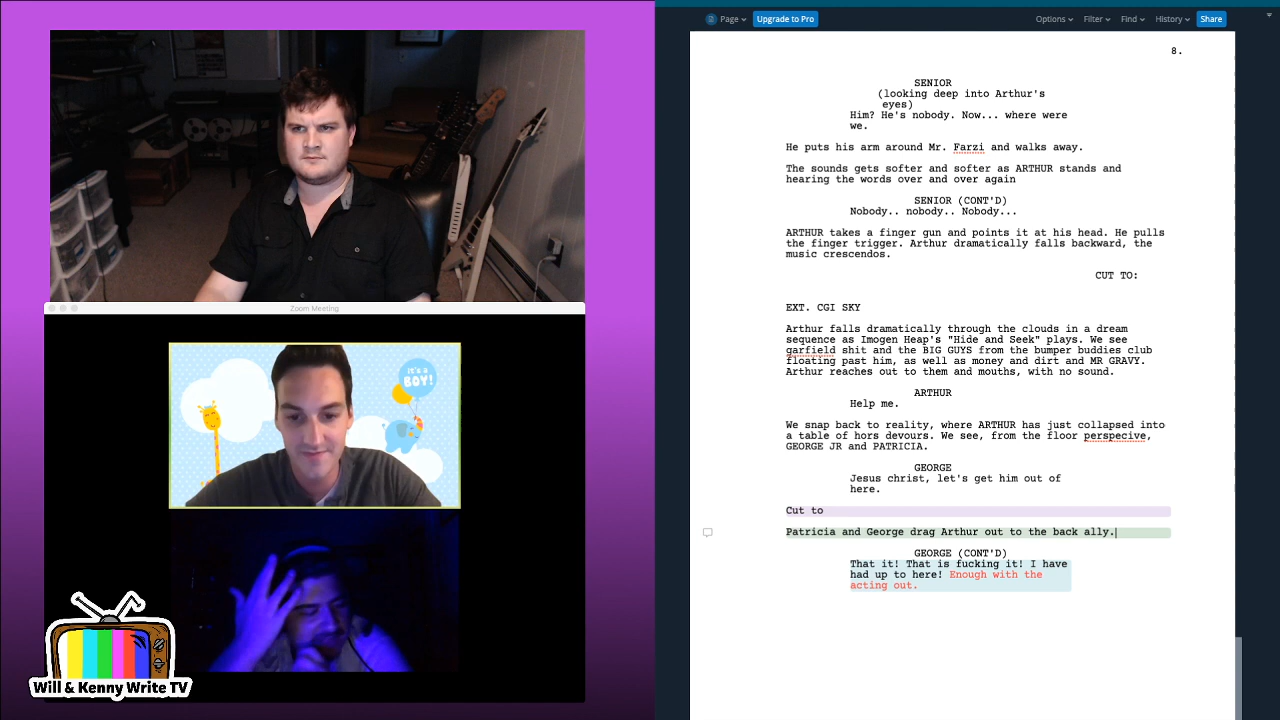 Zoom Meeting
it's a
BOY!
Will & Kenny Write TV
Page
Upgrade to Pro
Options
Filter
Find
History
Share
8.
SENIOR
(looking deep into Arthur's
eyes)
Him? He's nobody. Now... where were
we.
He puts his arm around Mr. Farzi and walks away.
The sounds gets softer and softer as ARTHUR stands and
hearing the words over and over again
SENIOR (CONT'D)
Nobody.. nobody.. Nobody...
ARTHUR takes a finger gun and points it at his head. He pulls
the finger trigger. Arthur dramatically falls backward, the
music crescendos.
CUT TO:
EXT. CGI SKY
Arthur falls dramatically through the clouds in a dream
sequence as Imogen Heap's "Hide and Seek" plays. We see
garfield shit and the BIG GUYS from the bumper buddies club
floating past him, as well as money and dirt and MR GRAVY.
Arthur reaches out to them and mouths, with no sound.
ARTHUR
Help me.
We snap back to reality, where ARTHUR has just collapsed into
a table of hors devours. We see, from the floor perspecive,
GEORGE JR and PATRICIA.
GEORGE
Jesus christ, let's get him out of
here.
Cut to
Patricia and George drag Arthur out to the back ally.
GEORGE (CONT'D)
That it! That is fucking it! I have
had up to here! Enough with the
acting out.